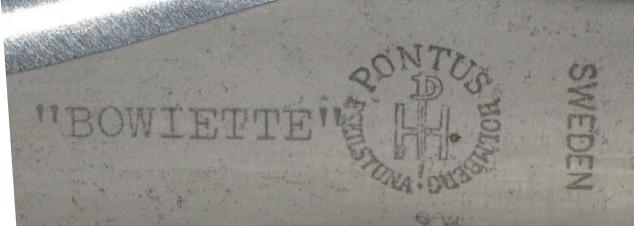 "BOWIETTE"
PONTUS HOLMBERG
ESKILSTUNA
PH
SWEDEN